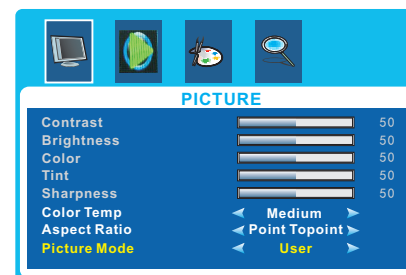 PICTURE
Contrast 50
Brightness 50
Color 50
Tint 50
Sharpness 50
Color Temp Medium
Aspect Ratio Point Topoint
Picture Mode User